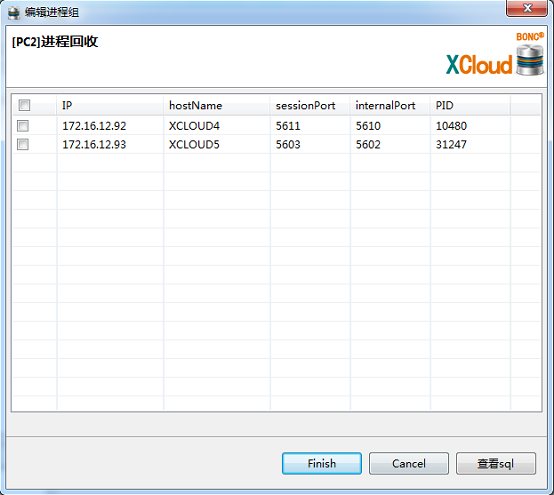 编辑进程组
[PC2]进程回收
BONC®
XCloud
IP hostName sessionPort internalPort PID
172.16.12.92 XCLOUD4 5611 5610 10480
172.16.12.93 XCLOUD5 5603 5602 31247
Finish Cancel 查看sql